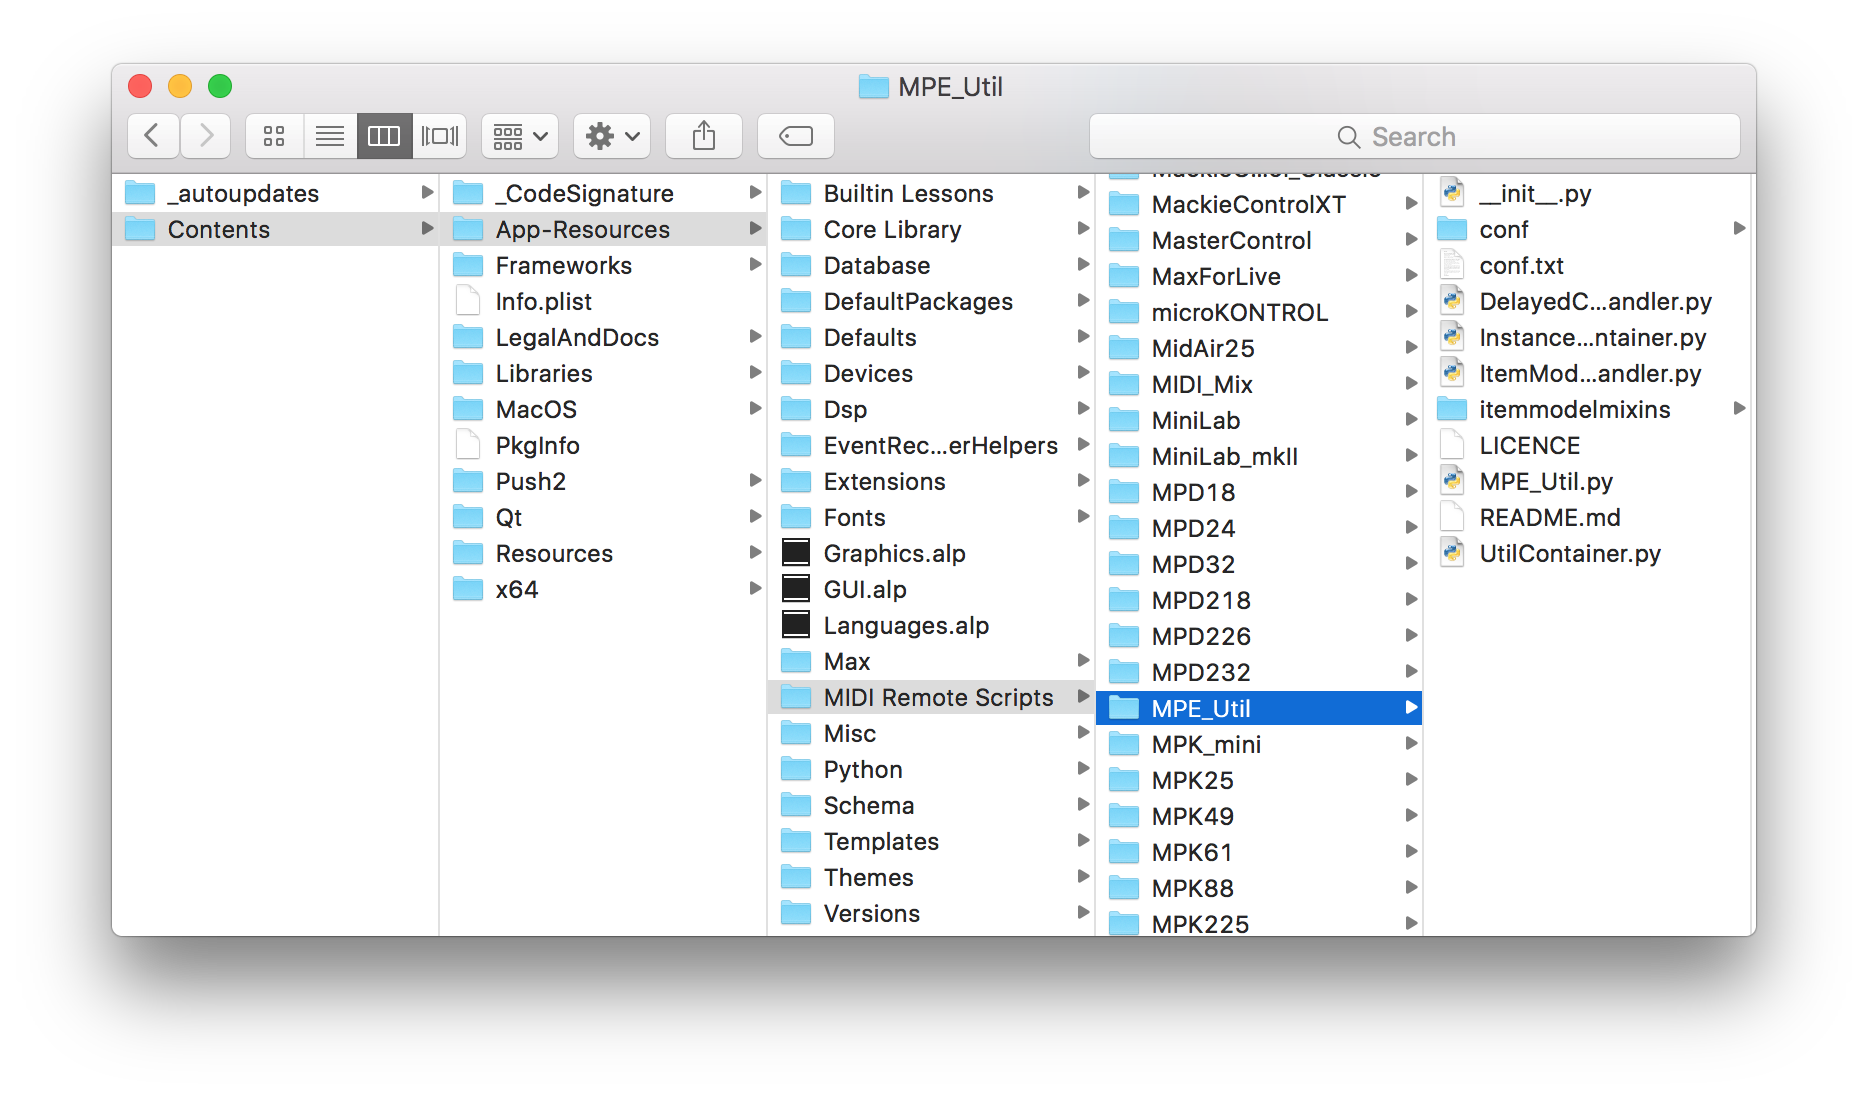 MPE_Util
Search
_autoupdates
Contents
_CodeSignature
App-Resources
Frameworks
Info.plist
LegalAndDocs
Libraries
MacOS
PkgInfo
Push2
Qt
Resources
x64
Builtin Lessons
Core Library
Database
DefaultPackages
Defaults
Devices
Dsp
EventRec...erHelpers
Extensions
Fonts
Graphics.alp
GUI.alp
Languages.alp
Max
MIDI Remote Scripts
Misc
Python
Schema
Templates
Themes
Versions
MackieControlXT
MasterControl
MaxForLive
microKONTROL
MidAir25
MIDI_Mix
MiniLab
MiniLab_mkII
MPD18
MPD24
MPD32
MPD218
MPD226
MPD232
MPE_Util
MPK_mini
MPK25
MPK49
MPK61
MPK88
MPK225
__init__.py
conf
conf.txt
DelayedC...andler.py
Instance...ntainer.py
ItemMod...andler.py
itemmodelmixins
LICENCE
MPE_Util.py
README.md
UtilContainer.py